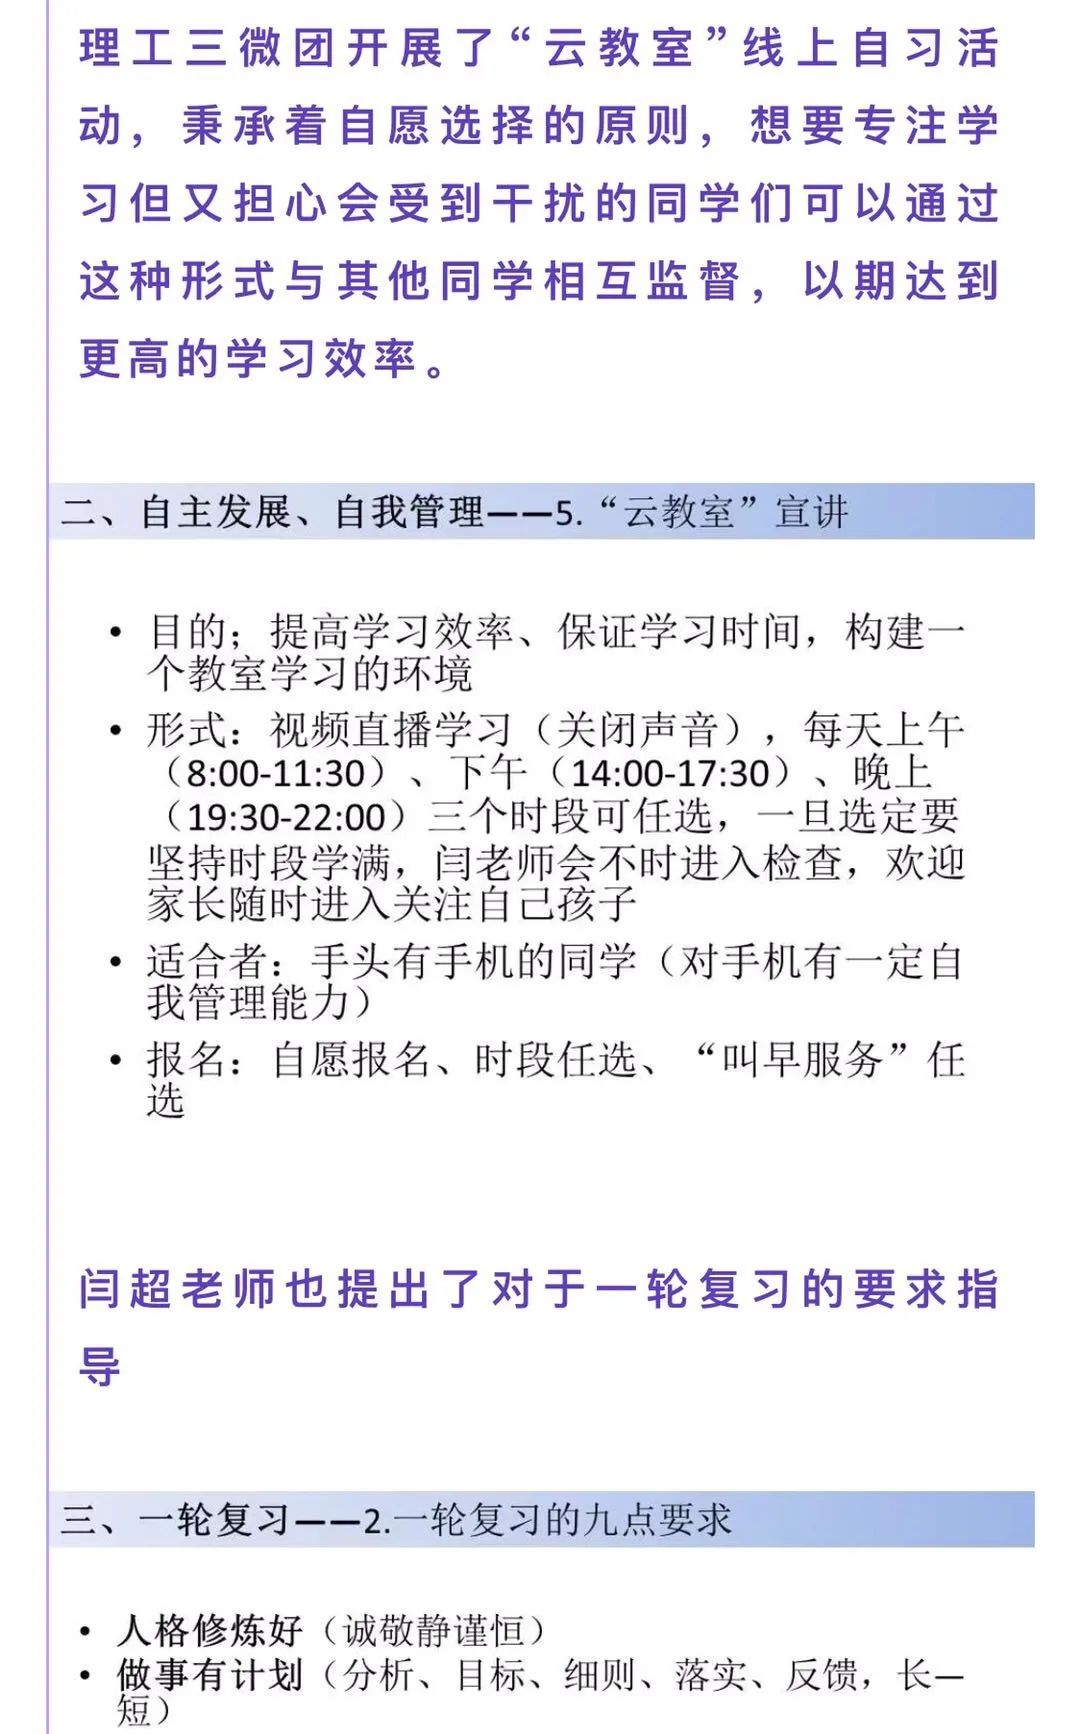 理工三微团开展了“云教室”线上自习活
动，秉承着自愿选择的原则，想要专注学
习但又担心会受到干扰的同学们可以通过
这种形式与其他同学相互监督，以期达到
更高的学习效率。
二、自主发展、自我管理——5.“云教室”宣讲
• 目的；提高学习效率、保证学习时间，构建一
个教室学习的环境
• 形式：视频直播学习（关闭声音），每天上午
（8:00-11:30）、下午（14:00-17:30）、晚上
（19:30-22:00）三个时段可任选，一旦选定要
坚持时段学满，闫老师会不时进入检查，欢迎
家长随时进入关注自己孩子
• 适合者：手头有手机的同学（对手机有一定自
我管理能力）
• 报名：自愿报名、时段任选、“叫早服务”任
选
闫超老师也提出了对于一轮复习的要求指
导
三、一轮复习——2.一轮复习的九点要求
• 人格修炼好（诚敬静谨恒）
• 做事有计划（分析、目标、细则、落实、反馈，长—
短）